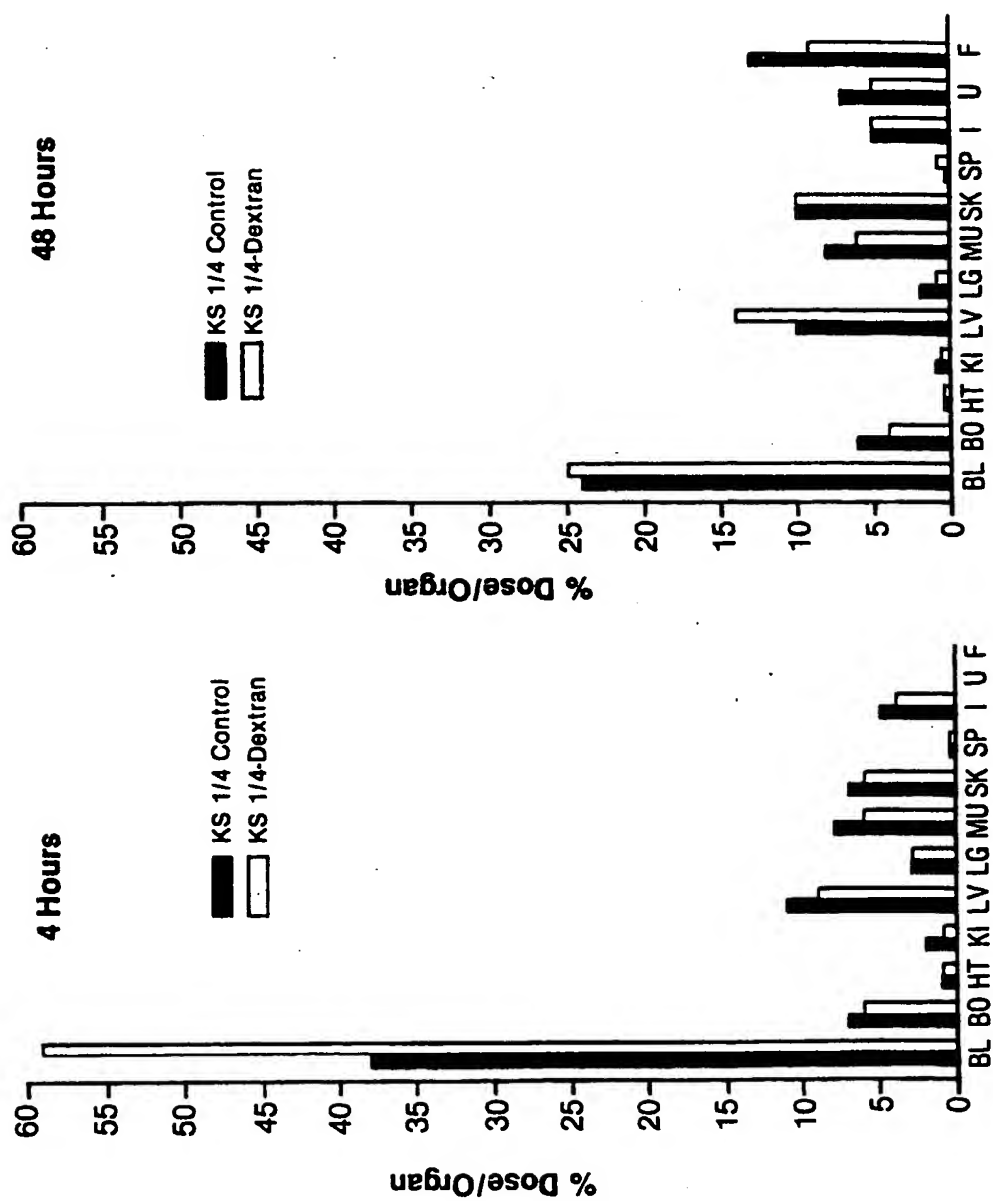 4 Hours
KS 1/4 Control
KS 1/4-Dextran
% Dose/Organ
60
55
50
45
40
35
30
25
20
15
10
5
0
BL BO HT KI LV LG MU SK SP I U F
48 Hours
KS 1/4 Control
KS 1/4-Dextran
% Dose/Organ
60
55
50
45
40
35
30
25
20
15
10
5
0
BL BO HT KI LV LG MU SK SP I U F